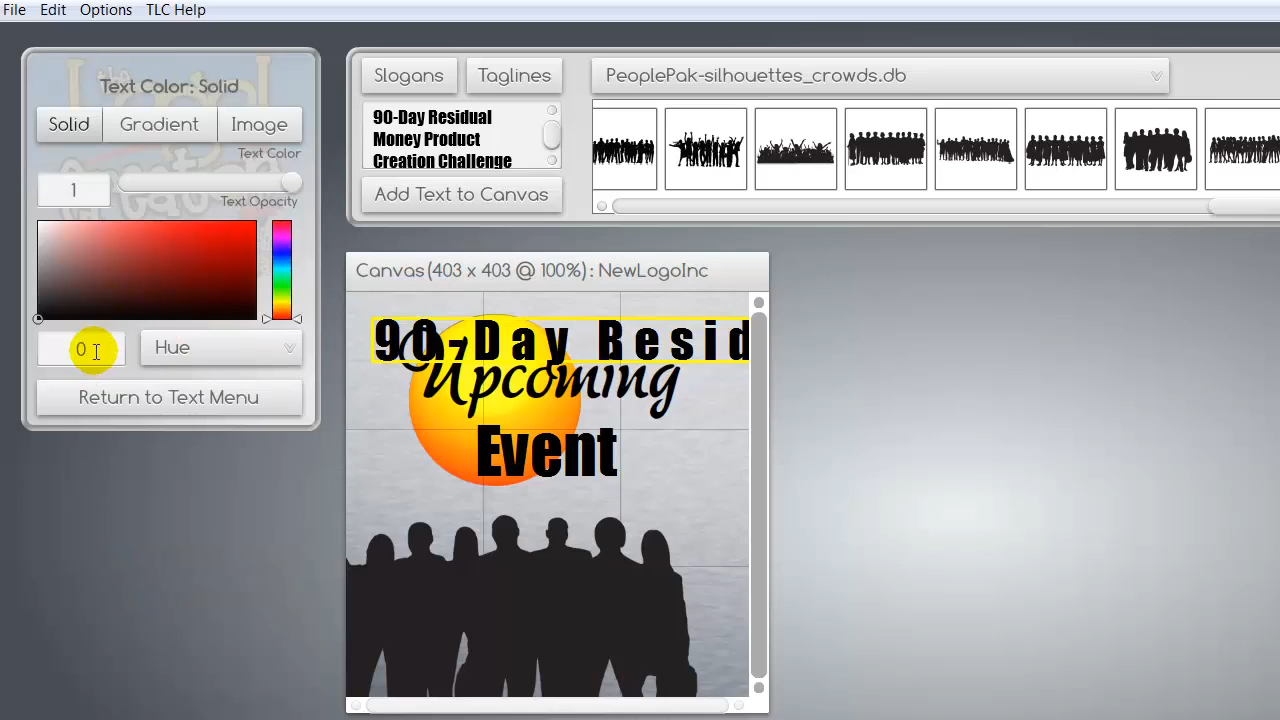 File Edit Options TLC Help
Text Color: Solid
Solid Gradient Image
Text Color
1
Text Opacity
0 Hue
Return to Text Menu
Slogans Taglines
90-Day Residual
Money Product
Creation Challenge
Add Text to Canvas
PeoplePak-silhouettes_crowds.db
Canvas (403 x 403 @ 100%) : NewLogoInc
90-Day Resid
Upcoming
Event